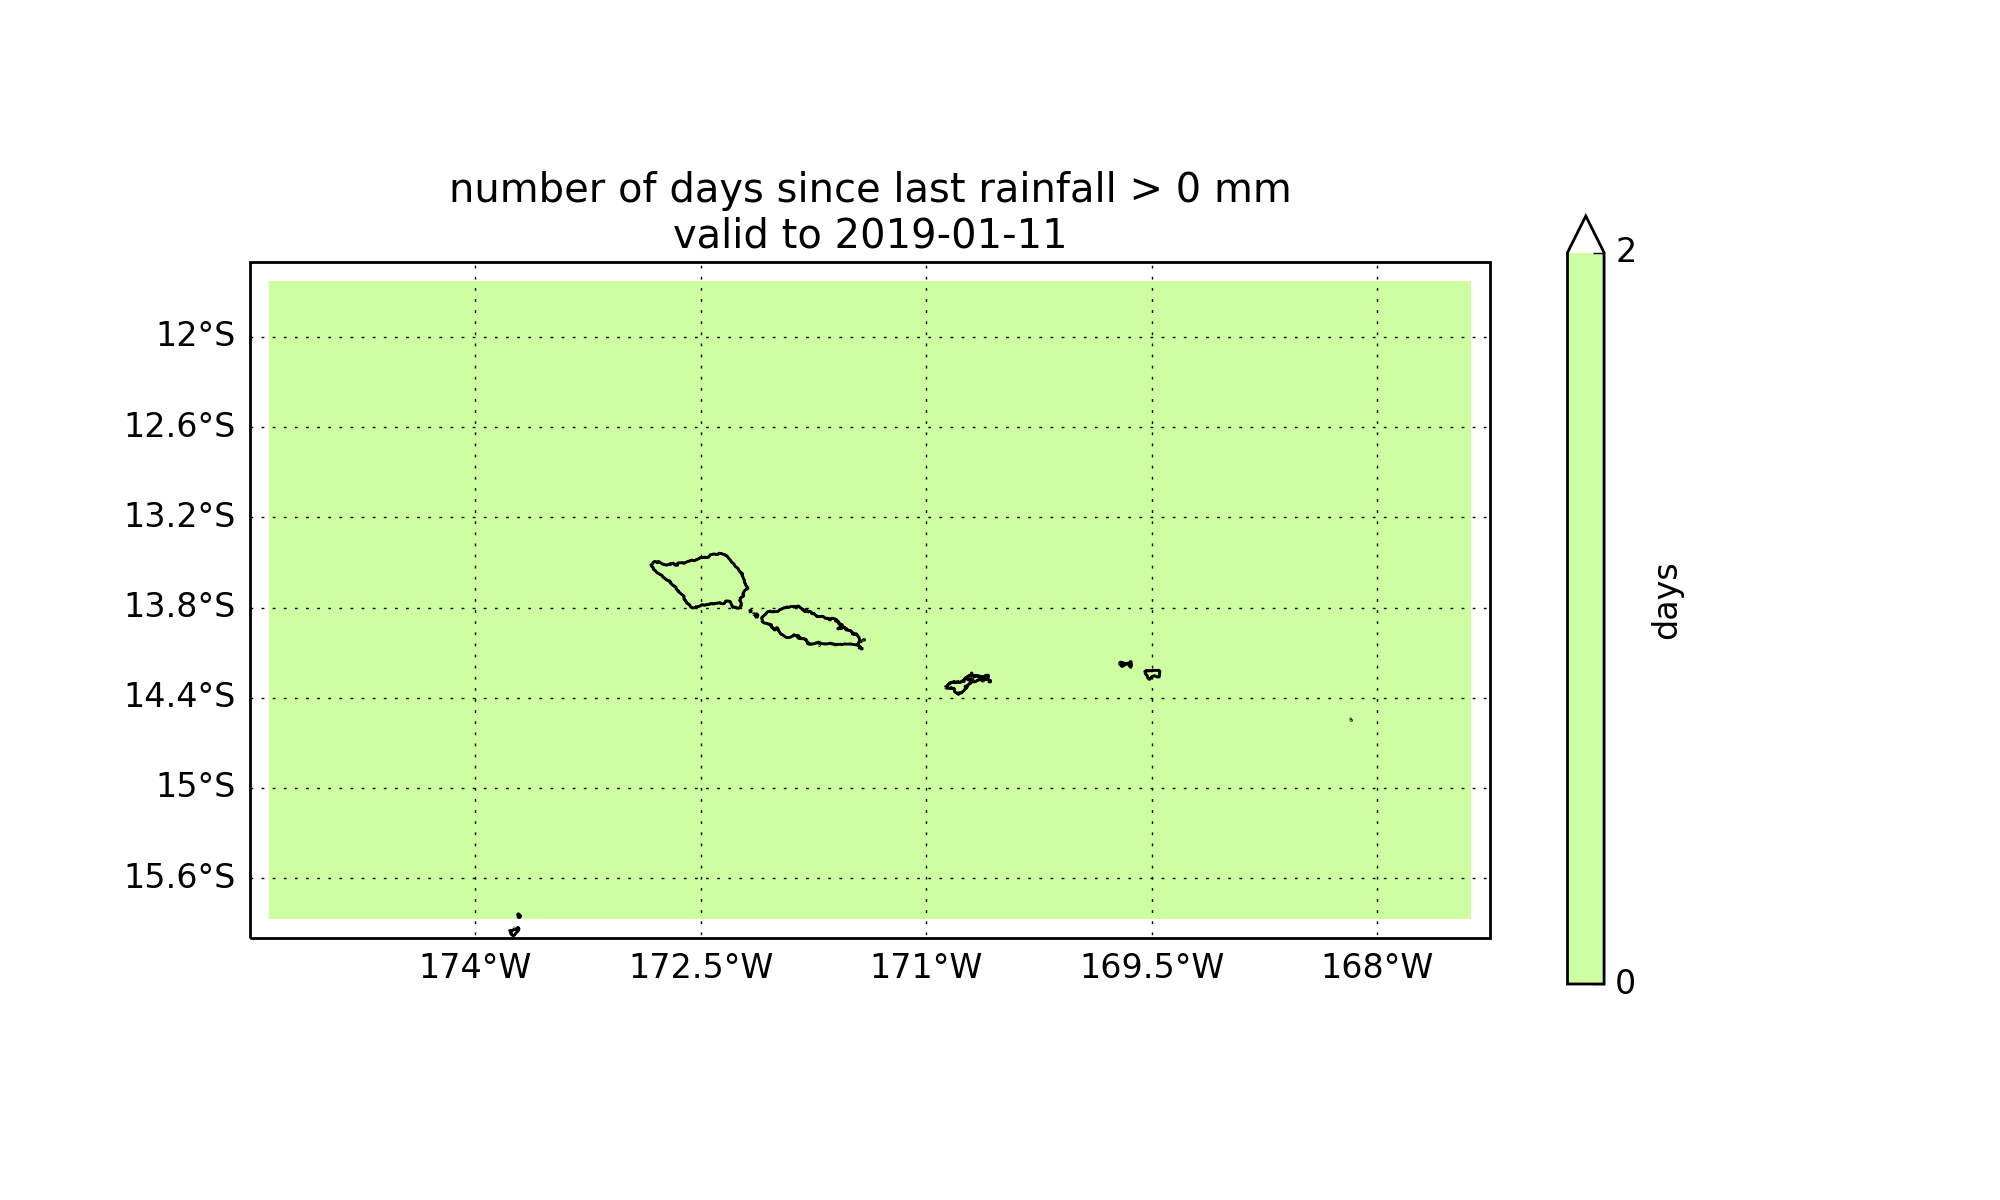 number of days since last rainfall > 0 mm
valid to 2019-01-11
12°S
12.6°S
13.2°S
13.8°S
14.4°S
15°S
15.6°S
174°W 172.5°W 171°W 169.5°W 168°W
2
days
0